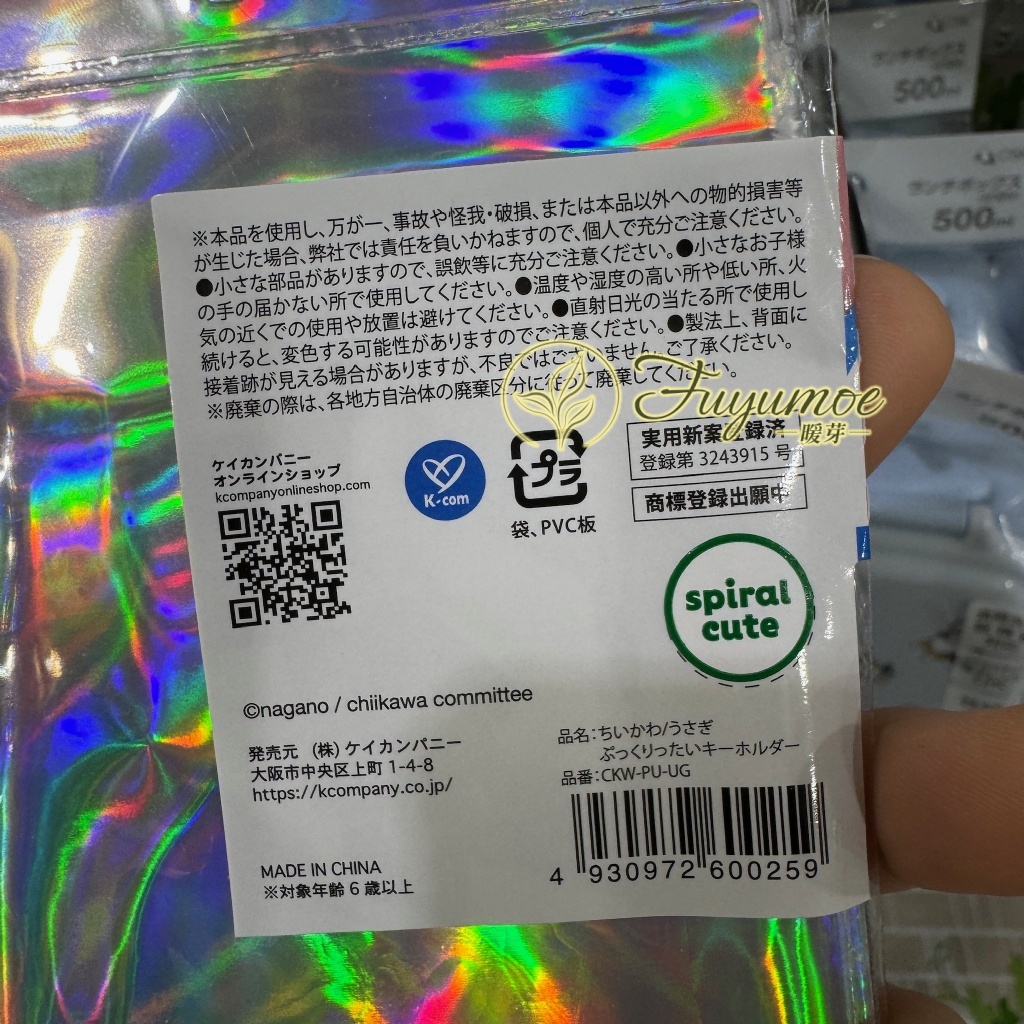 ※本品を使用し、万が一、事故や怪我・破損、または本品以外への物的損害等
が生じた場合、弊社では責任を負いかねますので、個人で充分ご注意ください。
●小さな部品がありますので、誤飲等に充分ご注意ください。●小さなお子様
の手の届かない所で使用してください。●温度や湿度の高い所や低い所、火
気の近くでの使用や放置は避けてください。●直射日光の当たる所で使用し
続けると、変色する可能性がありますのでご注意ください。●製法上、背面に
接着跡が見える場合がありますが、不良ではございません。ご了承ください。
※廃棄の際は、各地方自治体の廃棄区分に従って廃棄してください。
Fuyumoe
暖芽
ケイカンパニー
オンラインショップ
kcompanyonlineshop.com
K-com
プラ
袋、PVC板
実用新案登録済
登録第 3243915 号
商標登録出願中
spiral
cute
©nagano / chiikawa committee
発売元 (株) ケイカンパニー
大阪市中央区上町 1-4-8
https://kcompany.co.jp/
品名:ちいかわ/うさぎ
ぷっくりったいキーホルダー
品番:CKW-PU-UG
4 930972 600259
MADE IN CHINA
※対象年齢 6 歳以上
ランチボックス
500ml
ランチボックス
500ml